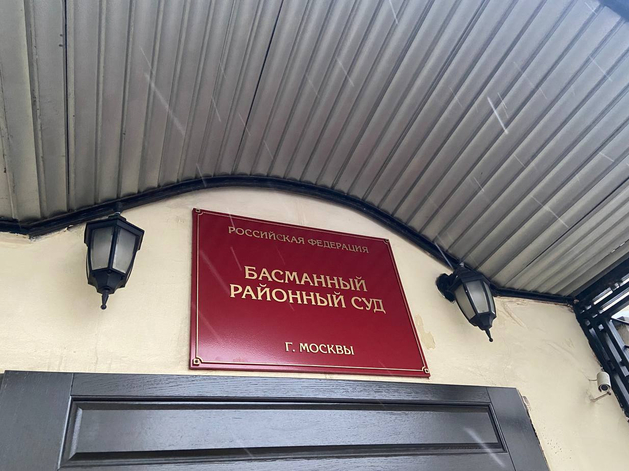 РОССИЙСКАЯ ФЕДЕРАЦИЯ
БАСМАННЫЙ
РАЙОННЫЙ СУД
Г. МОСКВЫ